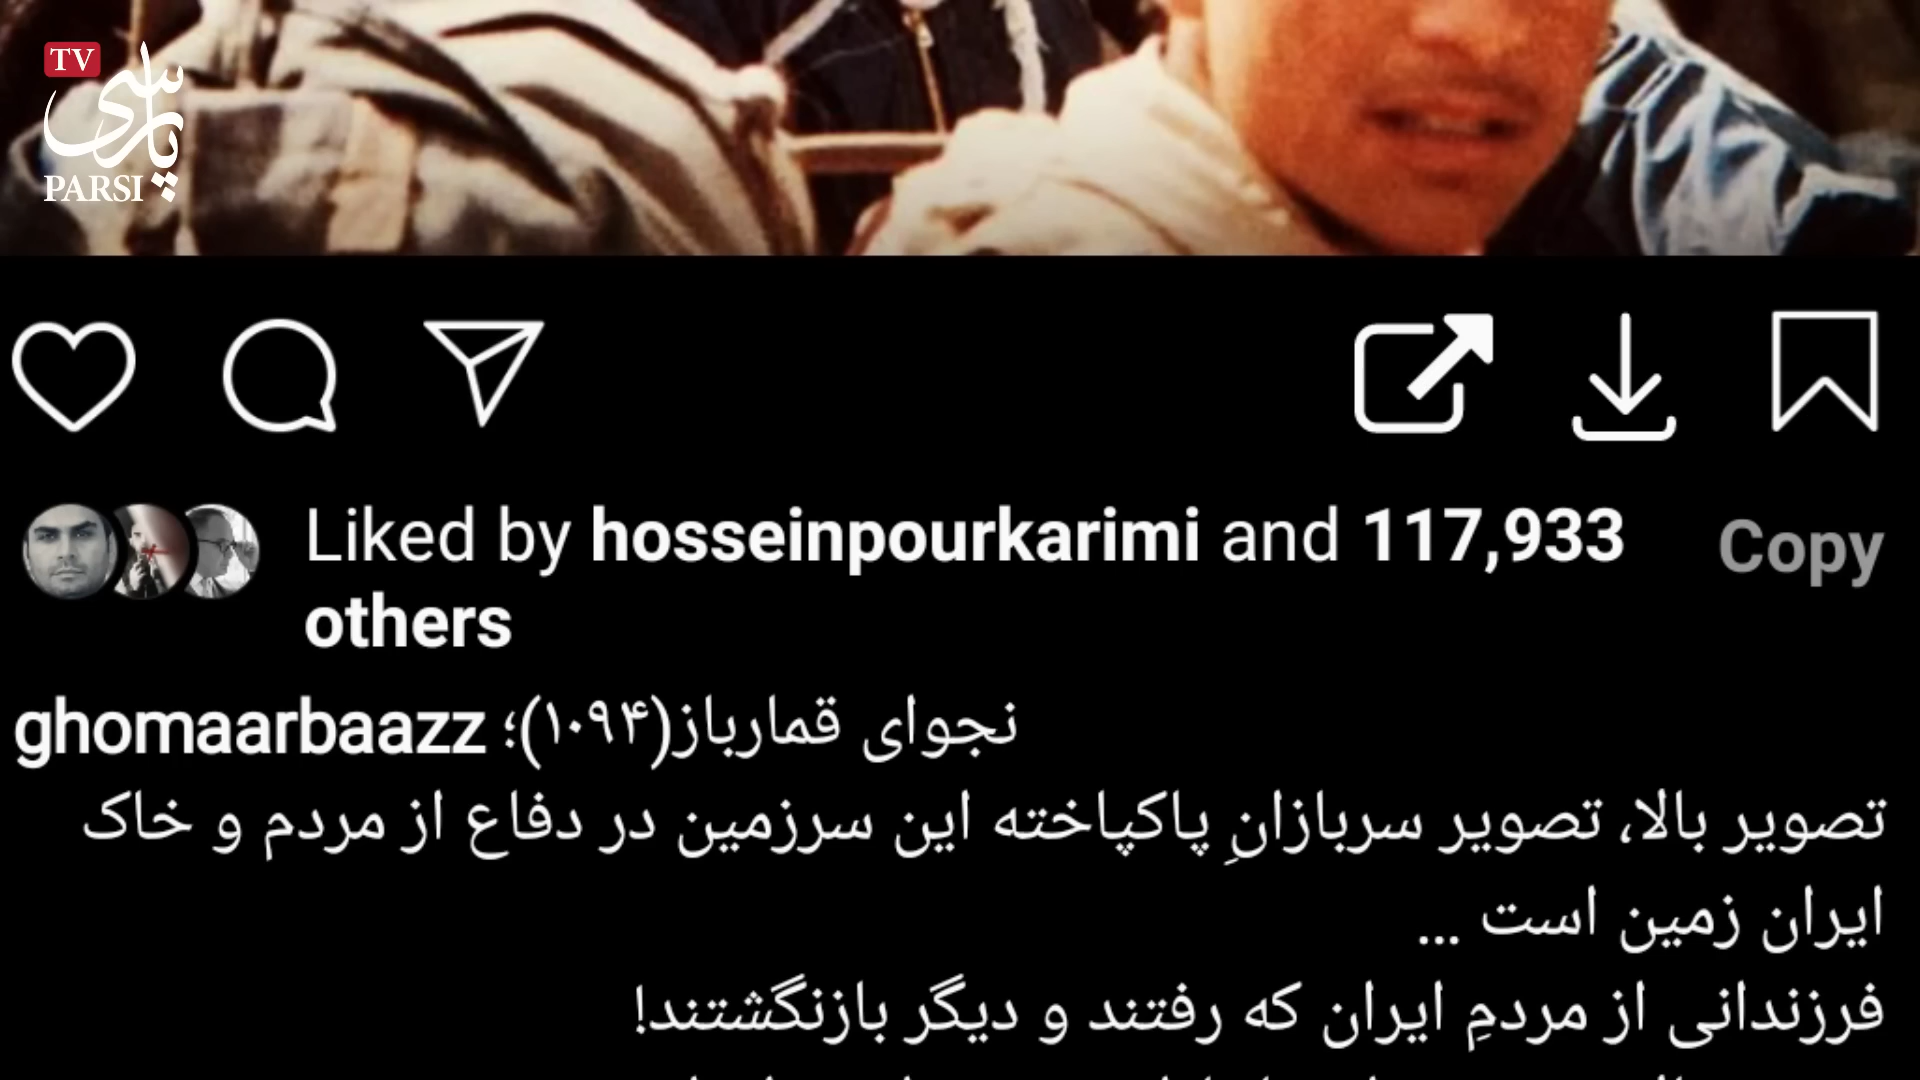 TV
پارسی
PARSI
Liked by hosseinpourkarimi and 117,933
others
Copy
ghomaarbaazz نجوای قمارباز(۱۰۹۴)؛
تصویر بالا، تصویر سربازانِ پاکپاخته این سرزمین در دفاع از مردم و خاک
ایران زمین است ...
فرزندانی از مردمِ ایران که رفتند و دیگر بازنگشتند!